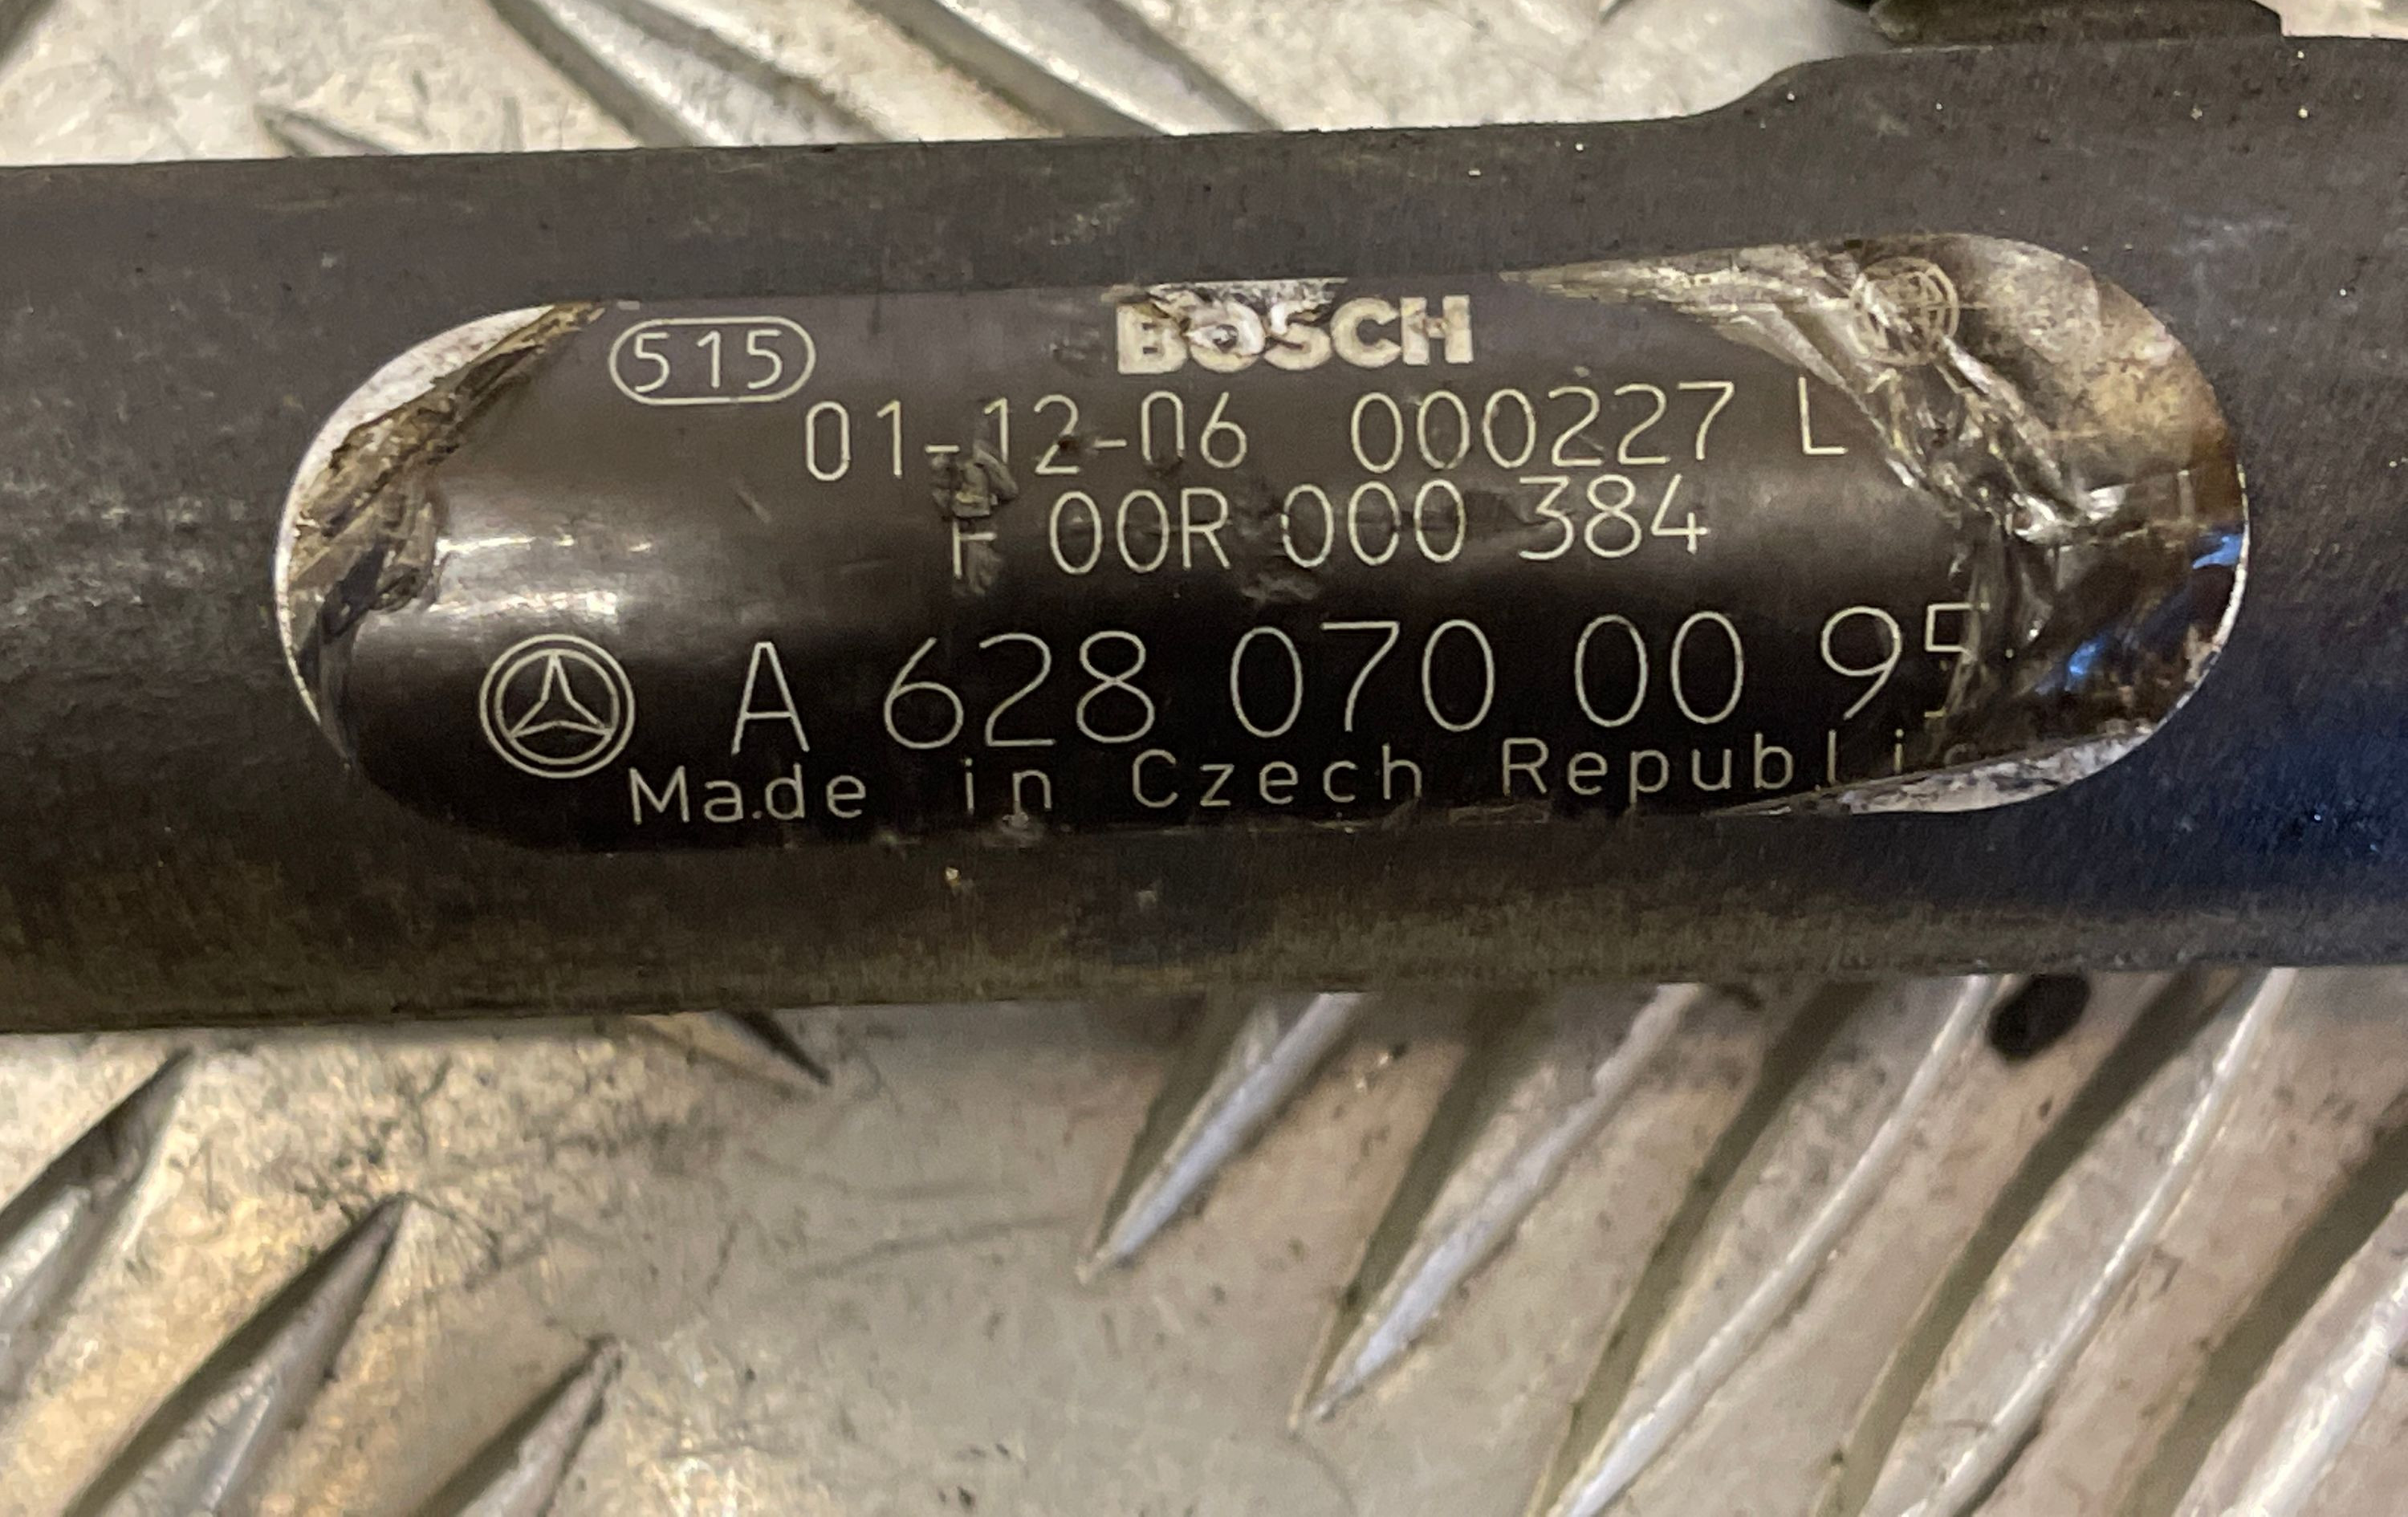 515 BOSCH
01-12-06 000227 L
F 00R 000 384
A 628 070 00 95
Made in Czech Republic